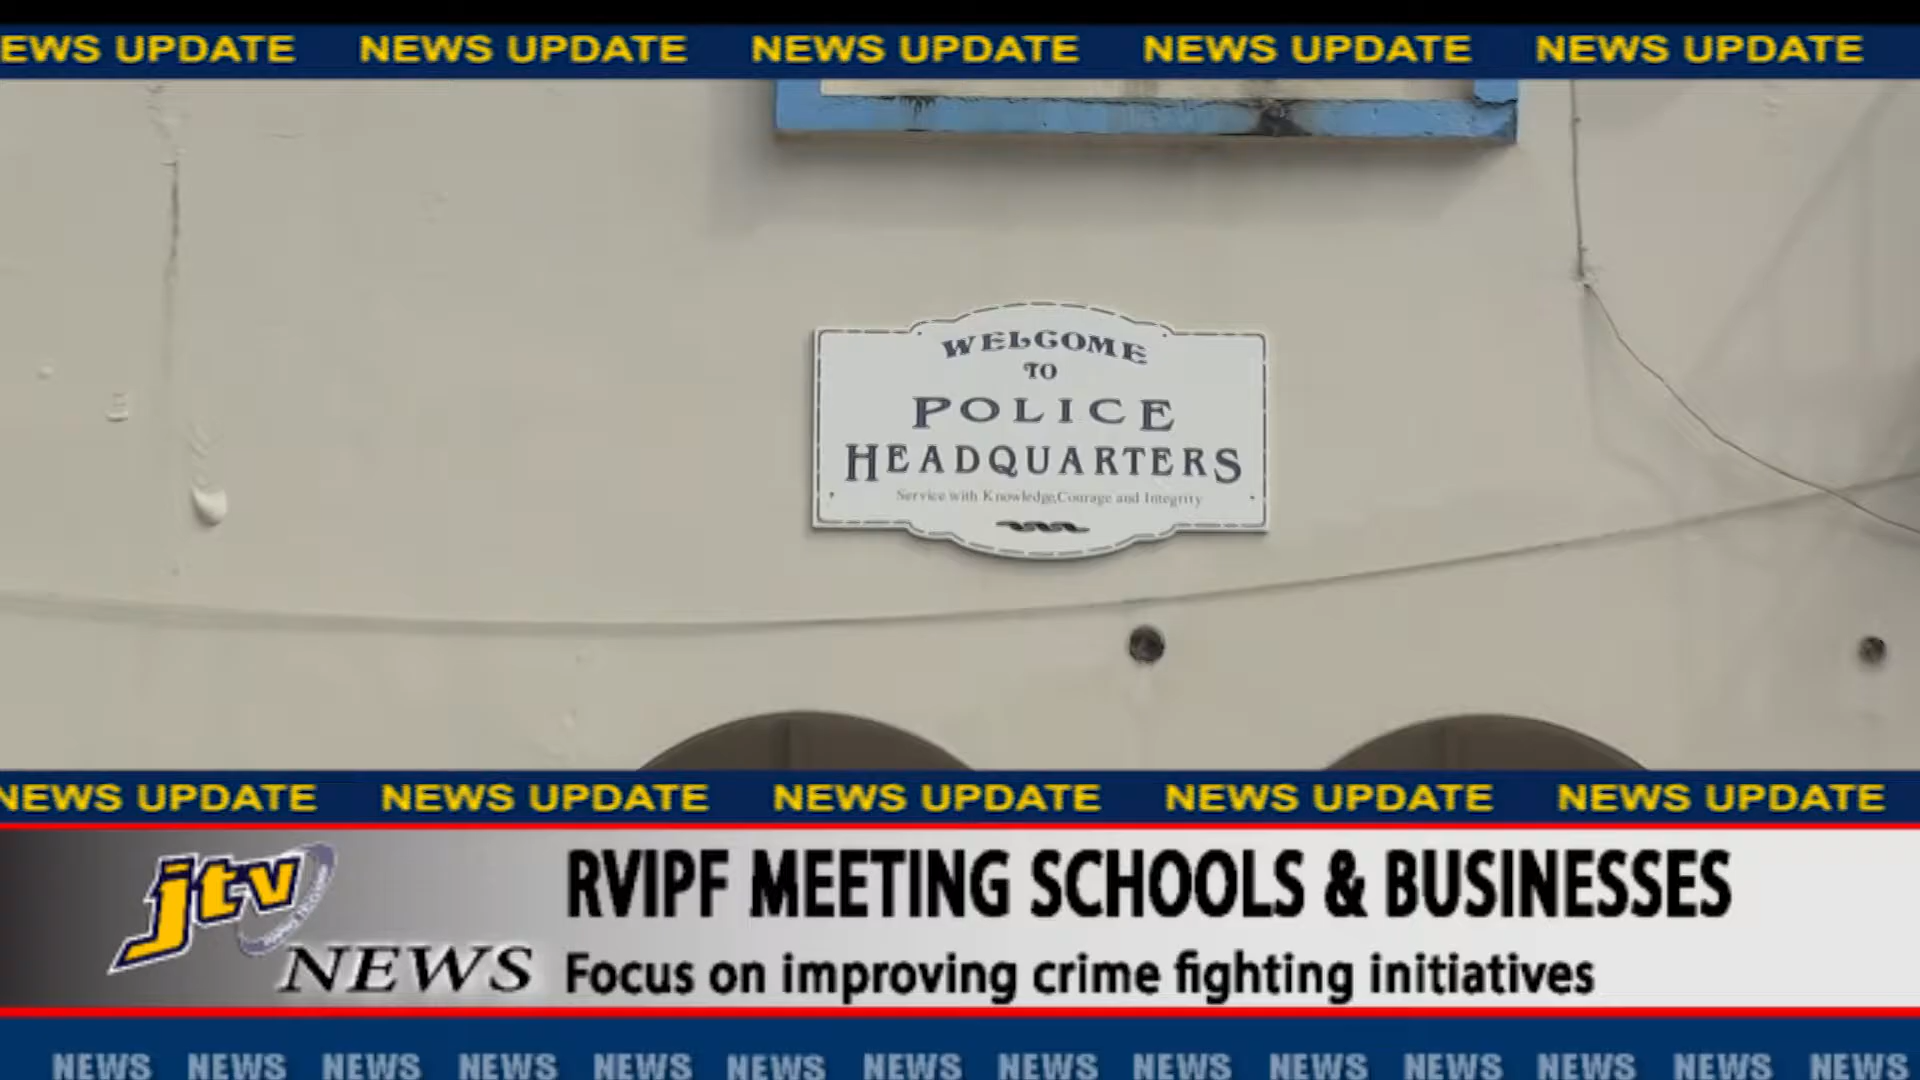 EWS UPDATE NEWS UPDATE NEWS UPDATE NEWS UPDATE NEWS UPDATE
WELCOME
TO
POLICE
HEADQUARTERS
Service with Knowledge,Courage and Integrity
NEWS UPDATE NEWS UPDATE NEWS UPDATE NEWS UPDATE NEWS UPDATE
jtv
NEWS
RVIPF MEETING SCHOOLS & BUSINESSES
Focus on improving crime fighting initiatives
NEWS NEWS NEWS NEWS NEWS NEWS NEWS NEWS NEWS NEWS NEWS NEWS NEWS NEWS